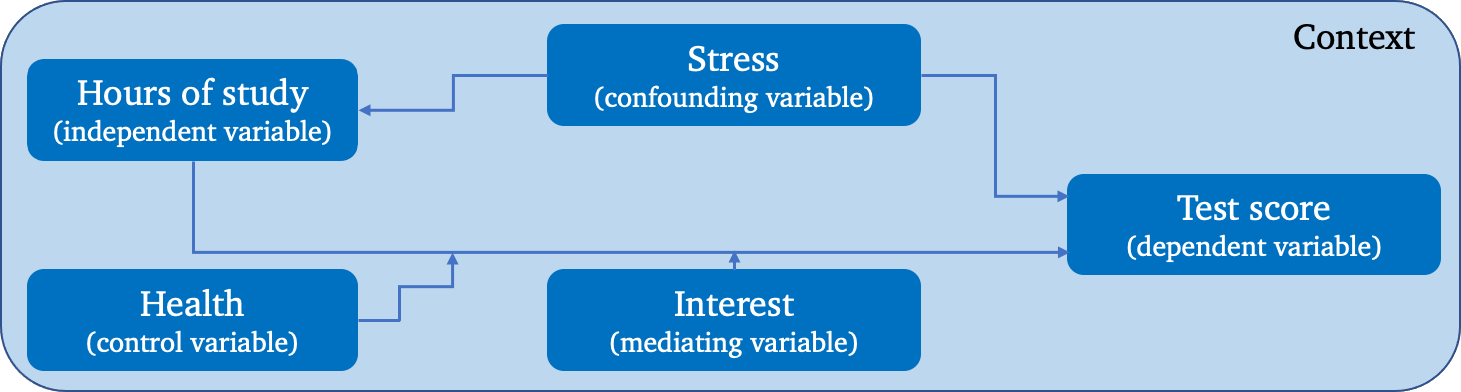 Context
Stress
(confounding variable)
Hours of study
(independent variable)
Test score
(dependent variable)
Health
(control variable)
Interest
(mediating variable)